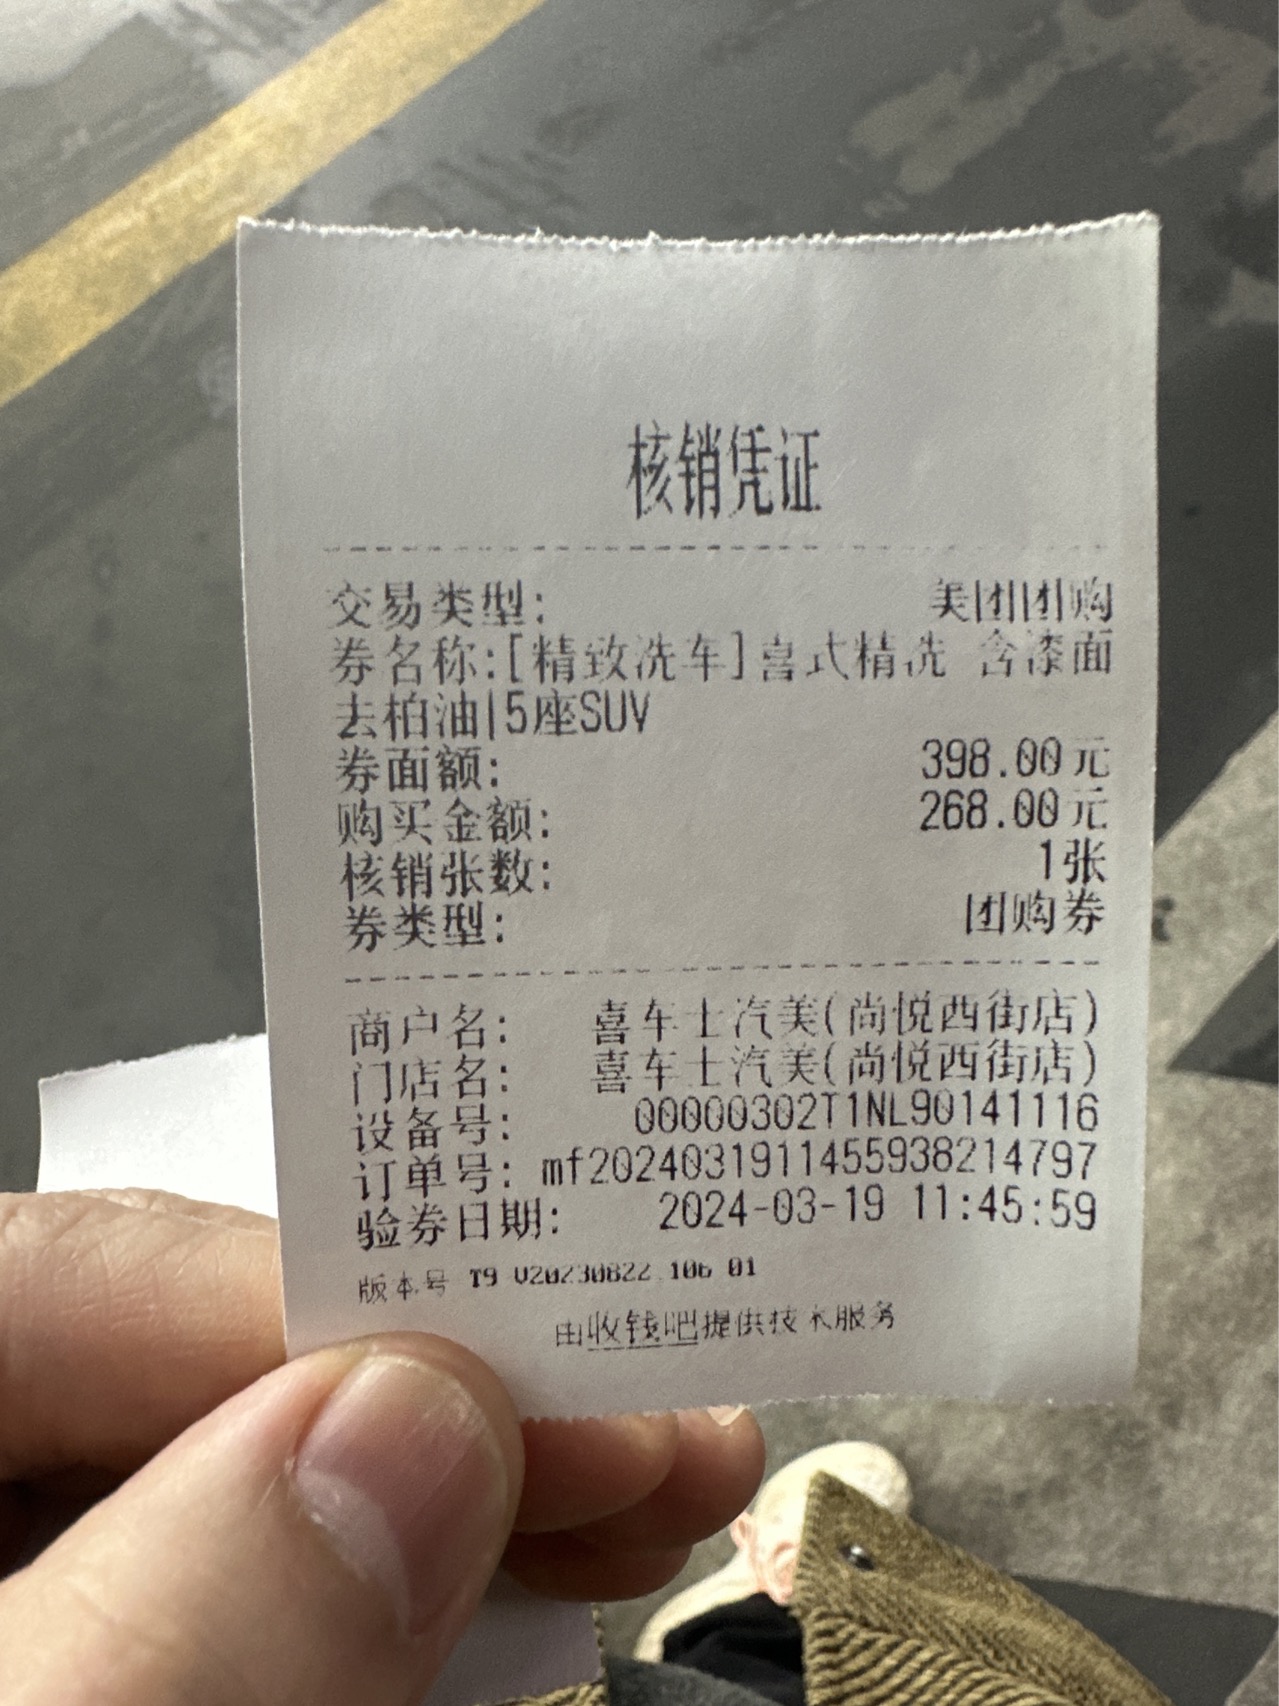 核销凭证
交易类型: 美团团购
券名称:[精致洗车]喜式精洗 含漆面
去柏油|5座SUV
券面额: 398.00元
购买金额: 268.00元
核销张数: 1张
券类型: 团购券
商户名: 喜车士汽美(尚悦西街店)
门店名: 喜车士汽美(尚悦西街店)
设备号: 00000302T1NL90141116
订单号: mf2024031911455938214797
验券日期: 2024-03-19 11:45:59
版本号 T9 V20230822.106 01
由收钱吧提供技术服务